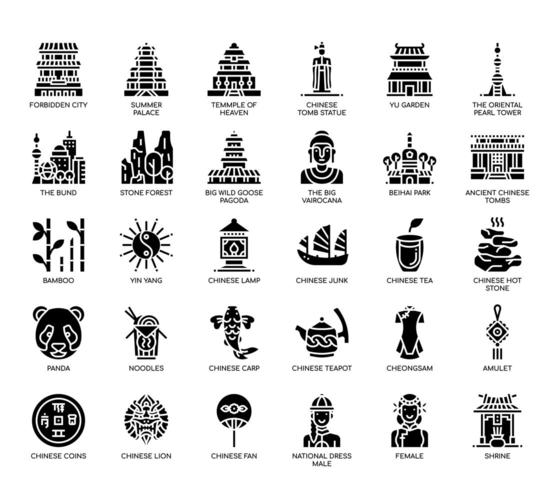 FORBIDDEN CITY
SUMMER
PALACE
TEMMPLE OF
HEAVEN
CHINESE
TOMB STATUE
YU GARDEN
THE ORIENTAL
PEARL TOWER
THE BUND
STONE FOREST
BIG WILD GOOSE
PAGODA
THE BIG
VAIROCANA
BEIHAI PARK
ANCIENT CHINESE
TOMBS
BAMBOO
YIN YANG
CHINESE LAMP
CHINESE JUNK
CHINESE TEA
CHINESE HOT
STONE
PANDA
NOODLES
CHINESE CARP
CHINESE TEAPOT
CHEONGSAM
AMULET
CHINESE COINS
CHINESE LION
CHINESE FAN
NATIONAL DRESS
MALE
FEMALE
SHRINE